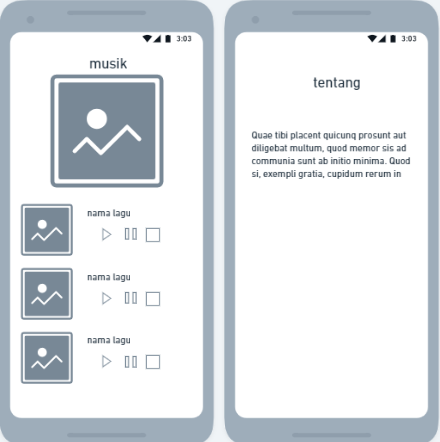 3:03
musik
nama lagu
nama lagu
nama lagu
3:03
tentang
Quae tibi placent quicunq prosunt aut
diligebat multum, quod memor sis ad
communia sunt ab initio minima. Quod
si, exempli gratia, cupidum rerum in